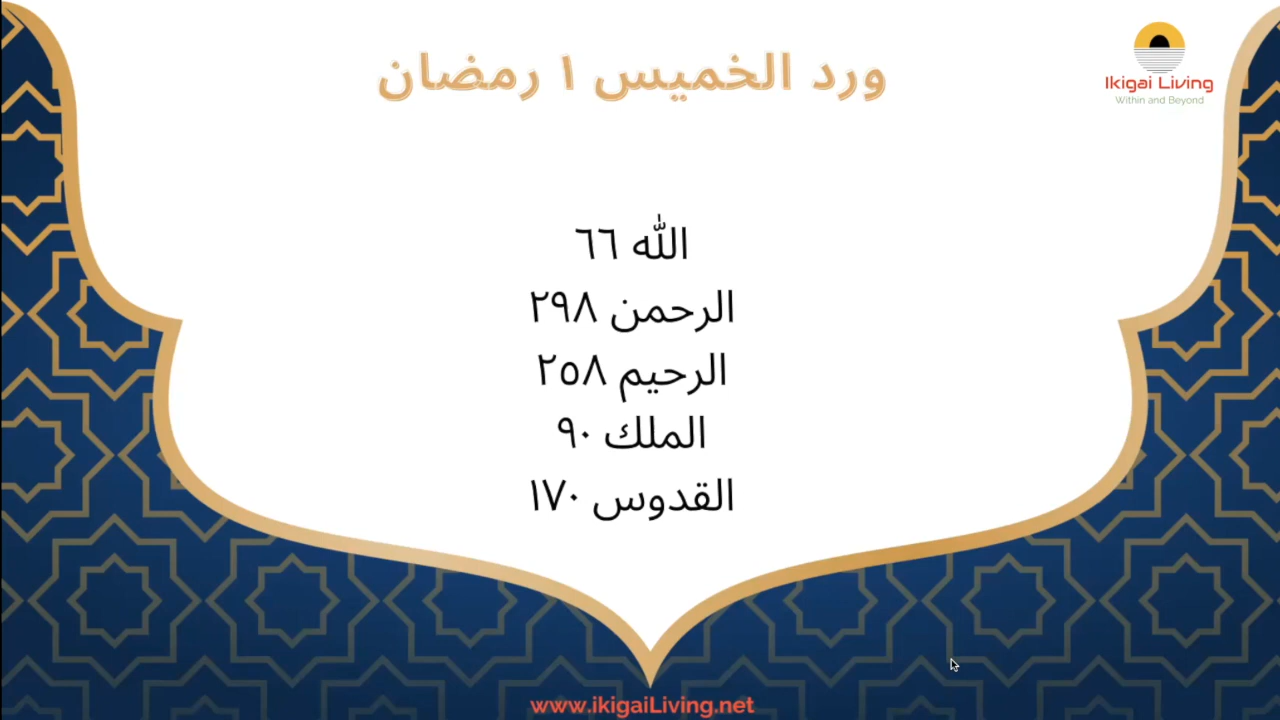 ورد الخميس ١ رمضان
Ikigai Living
Within and Beyond
الله ٦٦
الرحمن ٢٩٨
الرحيم ٢٥٨
الملك ٩٠
القدوس ١٧٠
www.ikigaiLiving.net